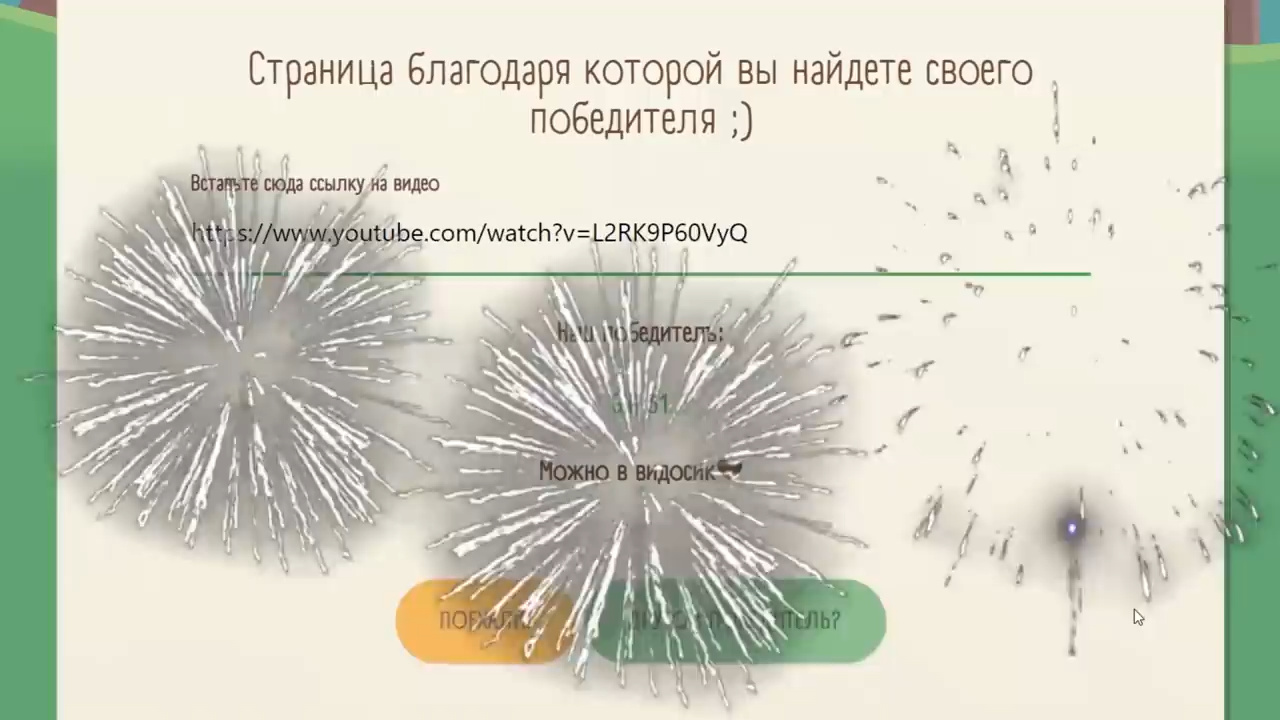 Страница благодаря которой вы найдете своего
победителя ;)
Вставьте сюда ссылку на видео
https://www.youtube.com/watch?v=L2RK9P60VyQ
Наш победитель:
Можно в видосик😎